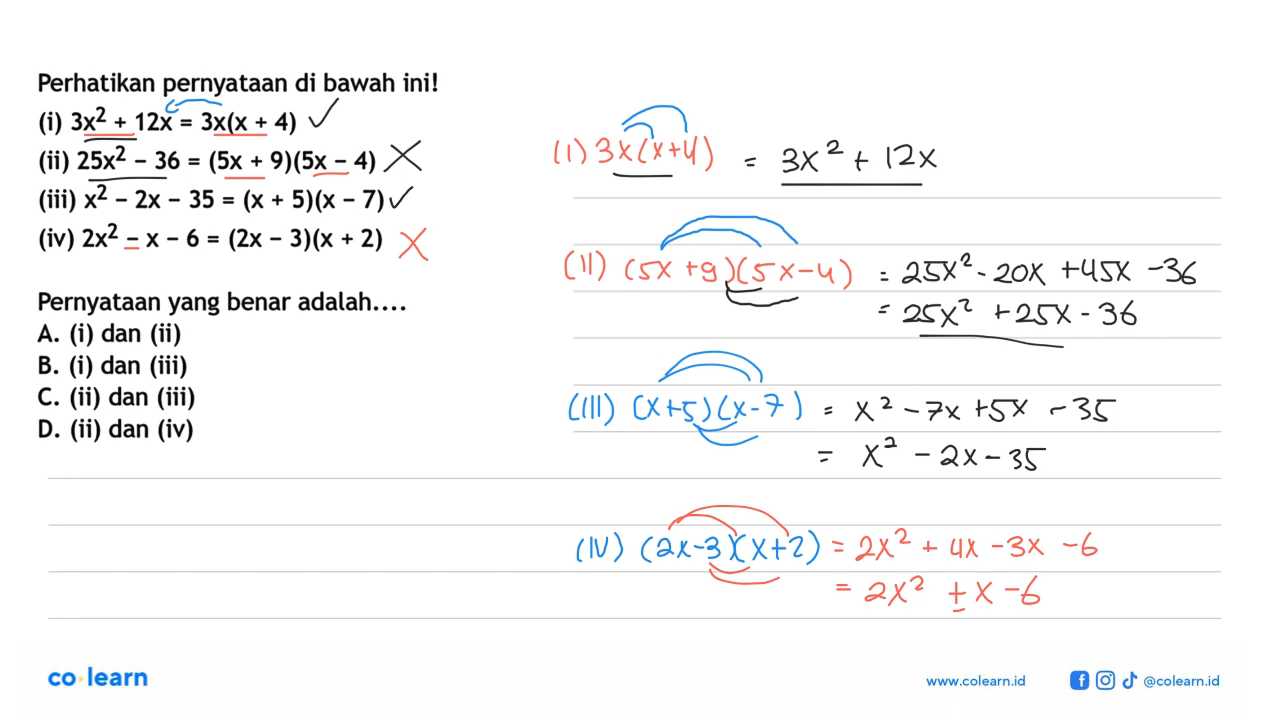 Perhatikan pernyataan di bawah ini!
(i) 3x² + 12x = 3x(x + 4) ✓
(ii) 25x² – 36 = (5x + 9)(5x – 4) X
(iii) x² – 2x – 35 = (x + 5)(x – 7) ✓
(iv) 2x² – x – 6 = (2x – 3)(x + 2) X
Pernyataan yang benar adalah....
A. (i) dan (ii)
B. (i) dan (iii)
C. (ii) dan (iii)
D. (ii) dan (iv)
(I) 3x(x+4) = 3x² + 12x
(II) (5x+9)(5x-4) = 25x² - 20x + 45x - 36
= 25x² + 25x - 36
(III) (x+5)(x-7) = x² - 7x + 5x - 35
= x² - 2x - 35
(IV) (2x-3)(x+2) = 2x² + 4x - 3x - 6
= 2x² + x - 6
co learn
www.colearn.id
@colearn.id